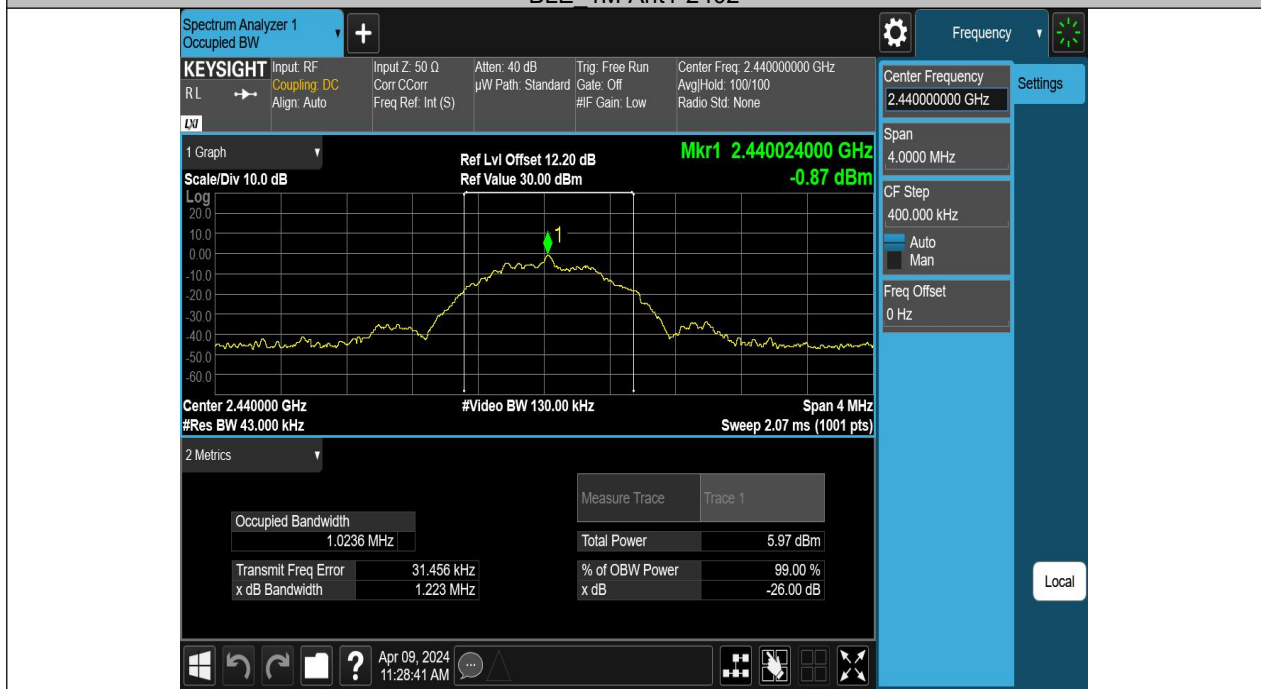 Spectrum Analyzer 1
Occupied BW
Frequency
KEYSIGHT
R L
LXI
Input: RF
Coupling: DC
Align: Auto
Input Z: 50 Ω
Corr CCorr
Freq Ref: Int (S)
Atten: 40 dB
µW Path: Standard
Trig: Free Run
Gate: Off
#IF Gain: Low
Center Freq: 2.440000000 GHz
Avg|Hold: 100/100
Radio Std: None
Center Frequency
2.440000000 GHz
Settings
Span
4.0000 MHz
CF Step
400.000 kHz
Auto
Man
Freq Offset
0 Hz
Local
1 Graph
Scale/Div 10.0 dB
Ref Lvl Offset 12.20 dB
Ref Value 30.00 dBm
Mkr1 2.440024000 GHz
-0.87 dBm
Log
20.0
10.0
0.00
-10.0
-20.0
-30.0
-40.0
-50.0
-60.0
1
Center 2.440000 GHz
#Res BW 43.000 kHz
#Video BW 130.00 kHz
Span 4 MHz
Sweep 2.07 ms (1001 pts)
2 Metrics
Measure Trace Trace 1
Occupied Bandwidth
1.0236 MHz
Total Power 5.97 dBm
Transmit Freq Error 31.456 kHz
% of OBW Power 99.00 %
x dB Bandwidth 1.223 MHz
x dB -26.00 dB
Apr 09, 2024
11:28:41 AM